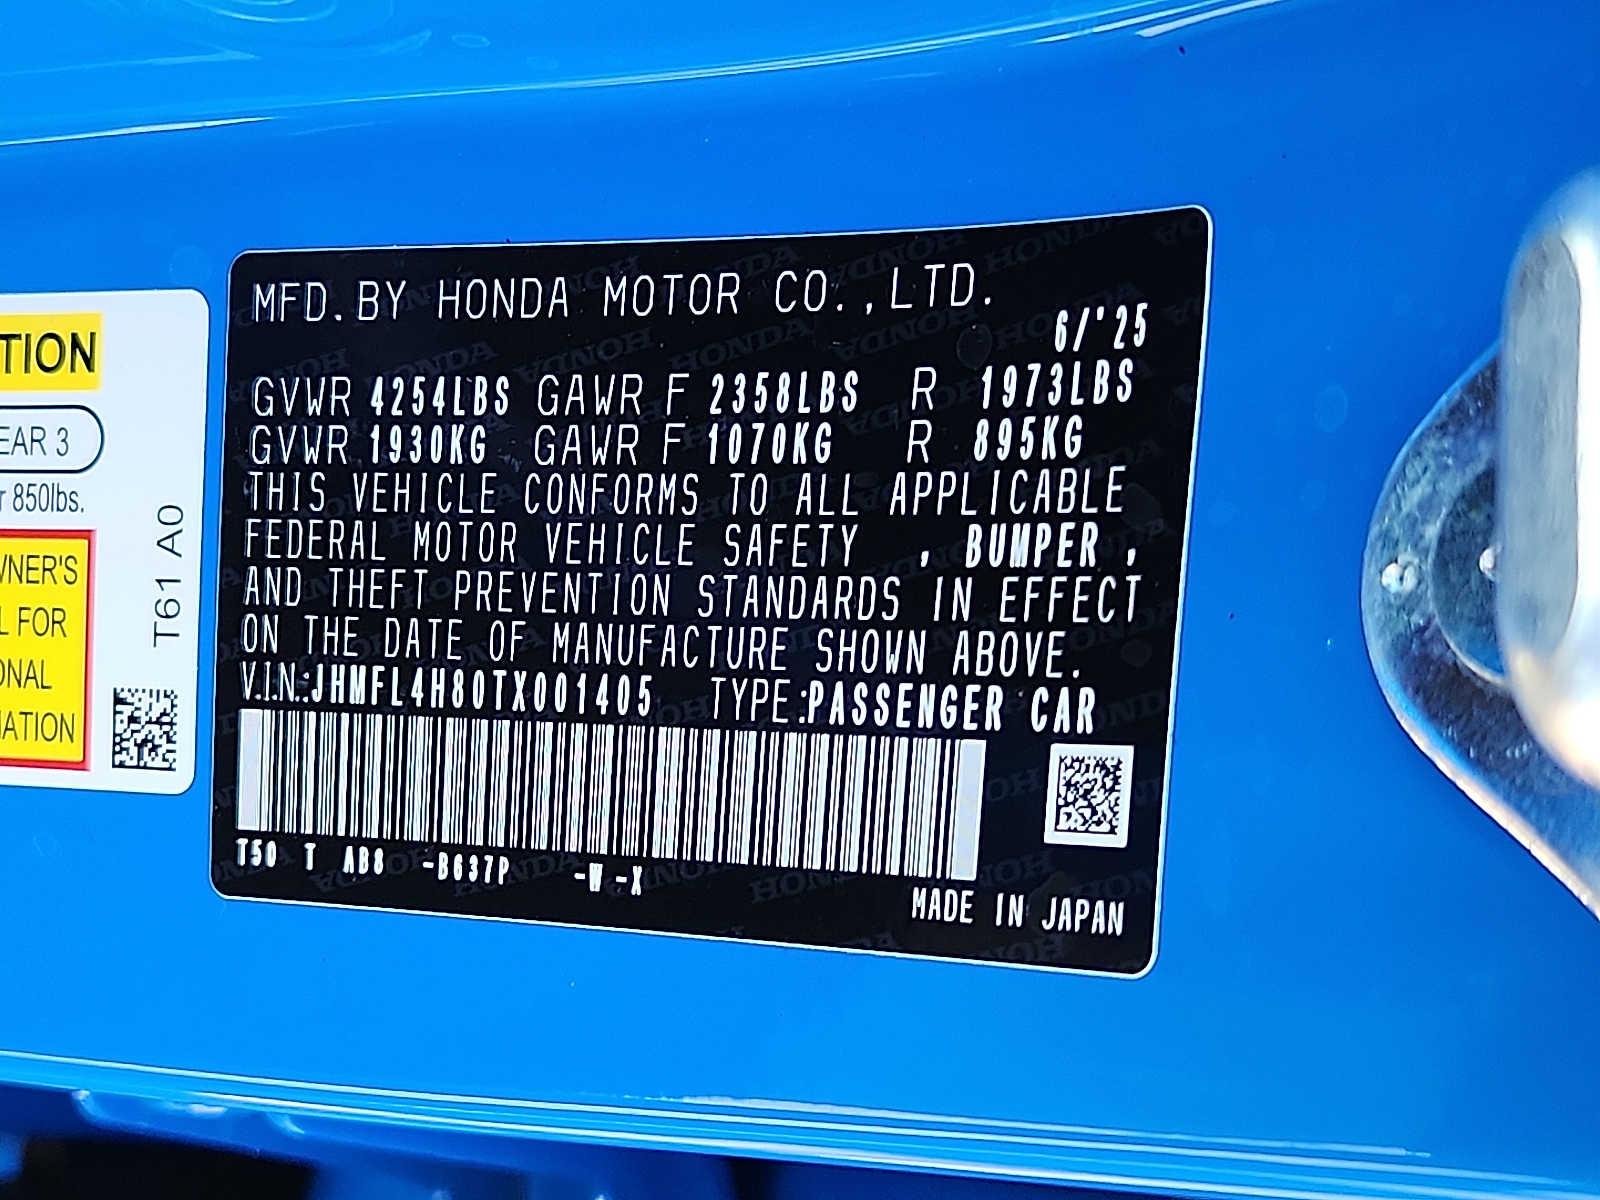 TION
EAR 3
r 850lbs.
WNER'S
L FOR
ONAL
MATION
T61 A0
MFD. BY HONDA MOTOR CO., LTD.
6/'25
GVWR 4254LBS GAWR F 2358LBS R 1973LBS
GVWR 1930KG GAWR F 1070KG R 895KG
THIS VEHICLE CONFORMS TO ALL APPLICABLE
FEDERAL MOTOR VEHICLE SAFETY , BUMPER ,
AND THEFT PREVENTION STANDARDS IN EFFECT
ON THE DATE OF MANUFACTURE SHOWN ABOVE.
V.I.N.:JHMFL4H80TX001405 TYPE:PASSENGER CAR
T50 T AB8 -B637P -W -X
MADE IN JAPAN